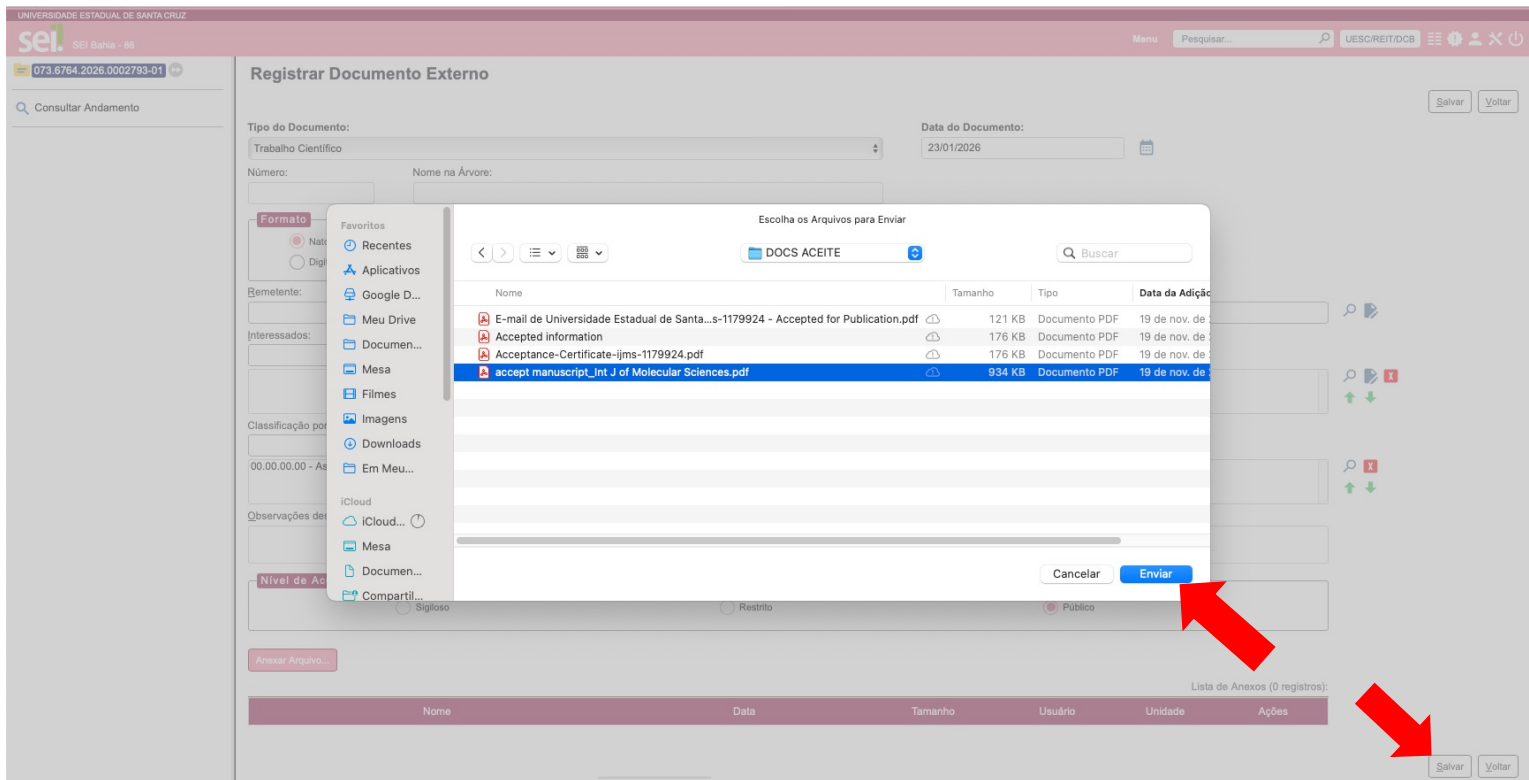 UNIVERSIDADE ESTADUAL DE SANTA CRUZ
sei. SEI Bahia - 86
Menu Pesquisar... UESC/REIT/DCB
073.6764.2026.0002793-01
Consultar Andamento
Registrar Documento Externo
Salvar Voltar
Tipo do Documento:
Trabalho Científico
Data do Documento:
23/01/2026
Número: Nome na Árvore:
Formato
Nato
Digi
Remetente:
Interessados:
Classificação por
00.00.00.00 - As
Observações des
Nível de Ac
Sigiloso Restrito Público
Favoritos
Recentes
Aplicativos
Google D...
Meu Drive
Documen...
Mesa
Filmes
Imagens
Downloads
Em Meu...
iCloud
iCloud...
Mesa
Documen...
Compartil...
Escolha os Arquivos para Enviar
DOCS ACEITE
Buscar
Nome Tamanho Tipo Data da Adição
E-mail de Universidade Estadual de Santa...s-1179924 - Accepted for Publication.pdf 121 KB Documento PDF 19 de nov. de
Accepted information 176 KB Documento PDF 19 de nov. de
Acceptance-Certificate-ijms-1179924.pdf 176 KB Documento PDF 19 de nov. de
accept manuscript_Int J of Molecular Sciences.pdf 934 KB Documento PDF 19 de nov. de
Cancelar Enviar
Anexar Arquivo...
Lista de Anexos (0 registros):
Nome Data Tamanho Usuário Unidade Ações
Salvar Voltar